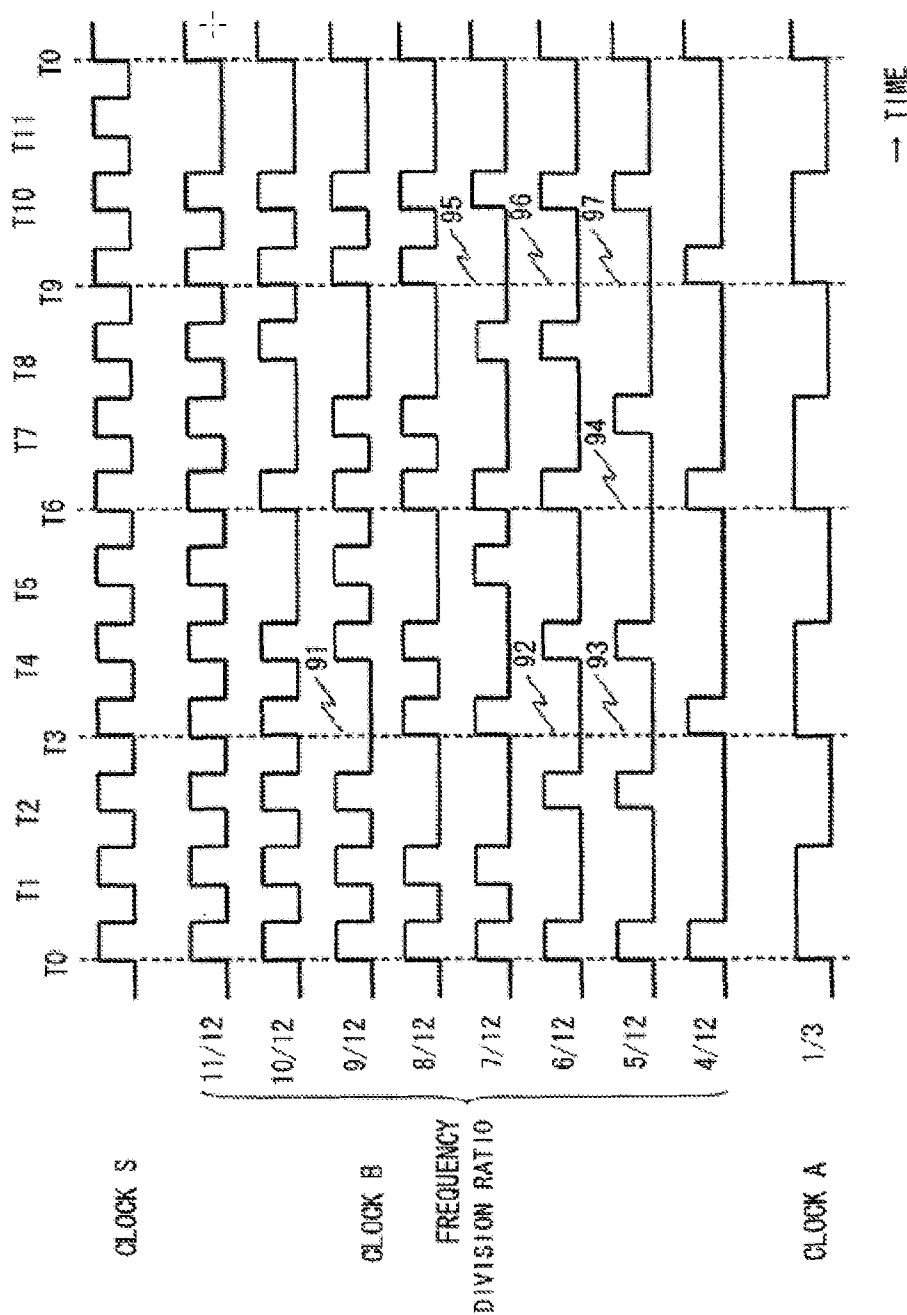 T0 T1 T2 T3 T4 T5 T6 T7 T8 T9 T10 T11 T0
CLOCK S
11/12
10/12
9/12
91
CLOCK B
8/12
FREQUENCY
DIVISION RATIO
7/12
95
6/12
92
96
5/12
93
94
97
4/12
CLOCK A
1/3
→ TIME